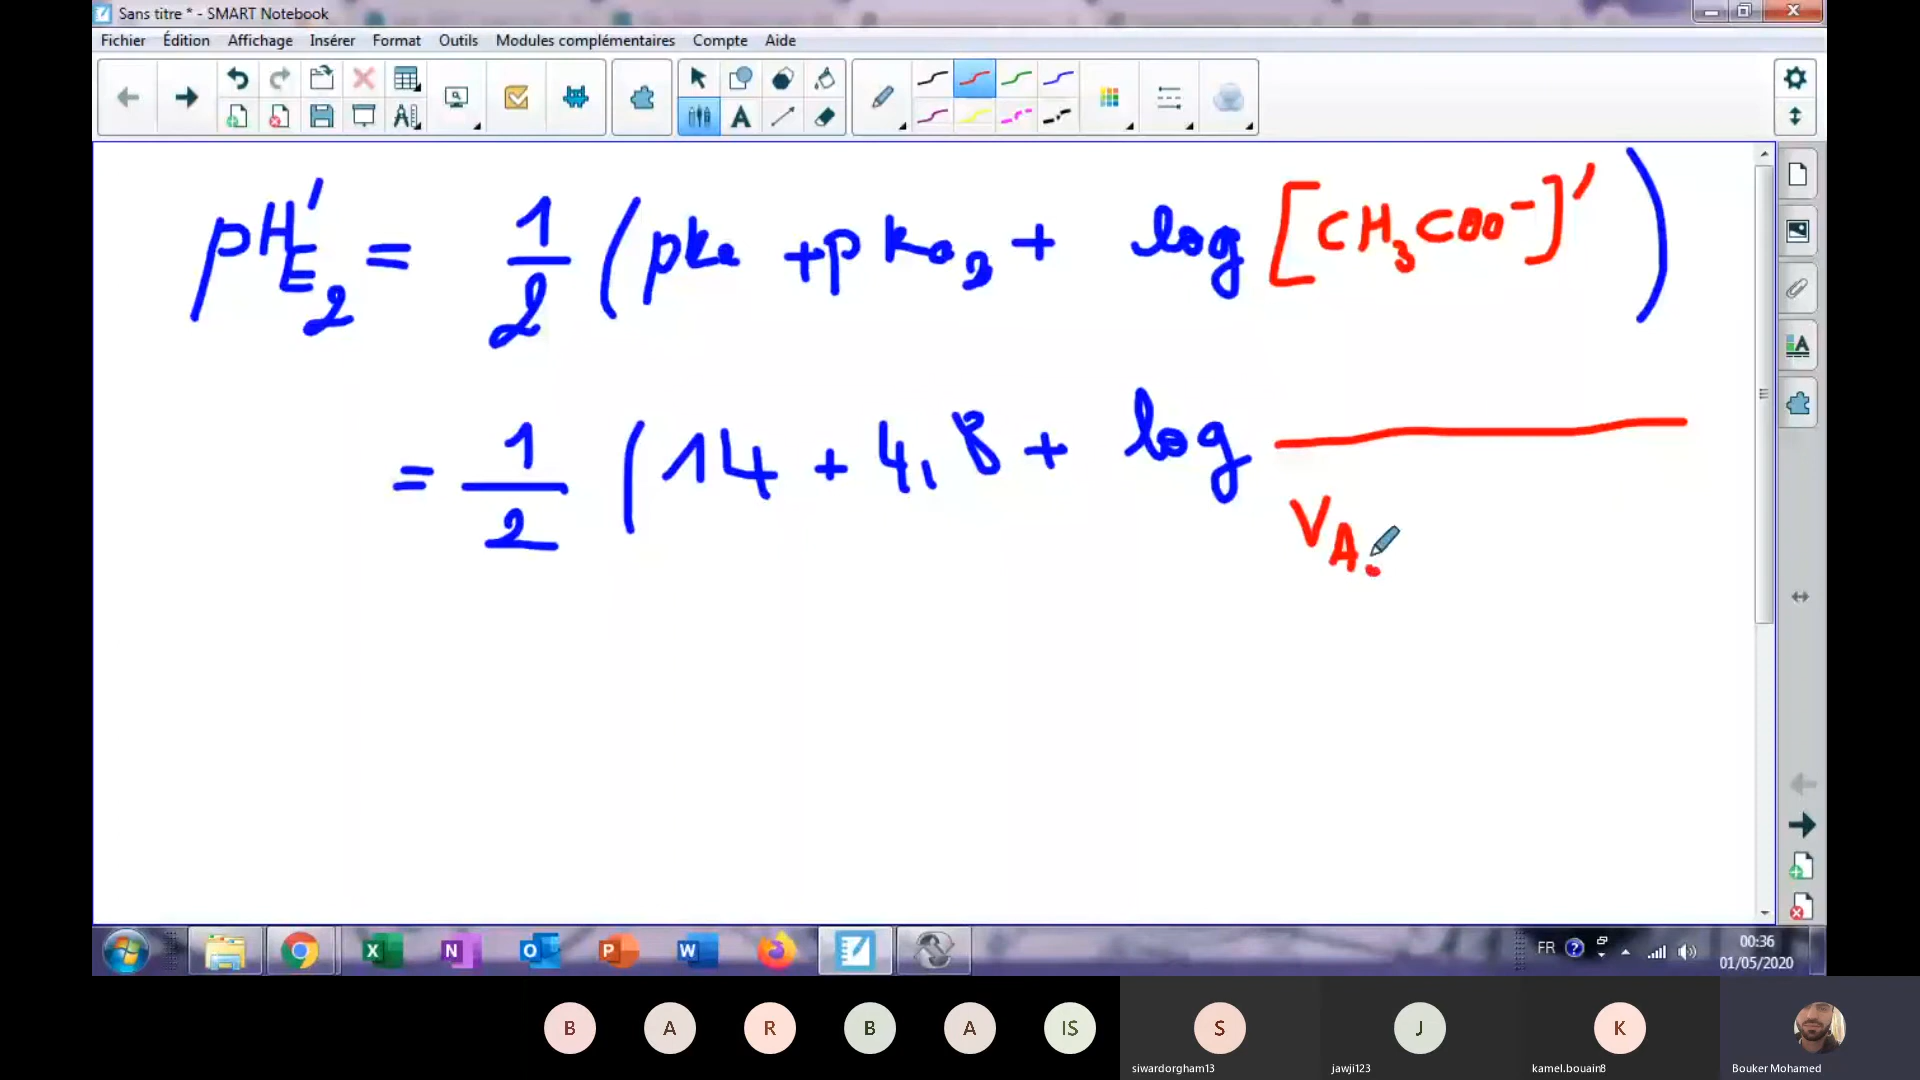 Sans titre * - SMART Notebook
Fichier Édition Affichage Insérer Format Outils Modules complémentaires Compte Aide
pH'E2 = 1/2 (pke + pka2 + log [CH3COO-]')
= 1/2 (14 + 4,8 + log
VA.
FR
00:36
01/05/2020
B A R B A IS S J K
siwardorgham13 jawji123 kamel.bouain8 Bouker Mohamed